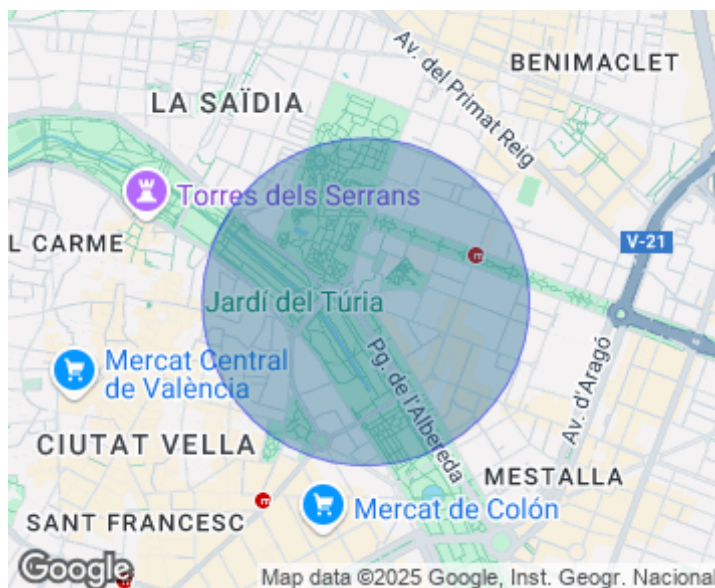 Av. del Primat Reig
BENIMACLET
LA SAÏDIA
Torres dels Serrans
L CARME
V-21
Jardí del Túria
Mercat Central
de València
Pg. de l'Albereda
Av. d'Aragó
CIUTAT VELLA
MESTALLA
Mercat de Colón
SANT FRANCESC
Google
Map data ©2025 Google, Inst. Geogr. Nacional